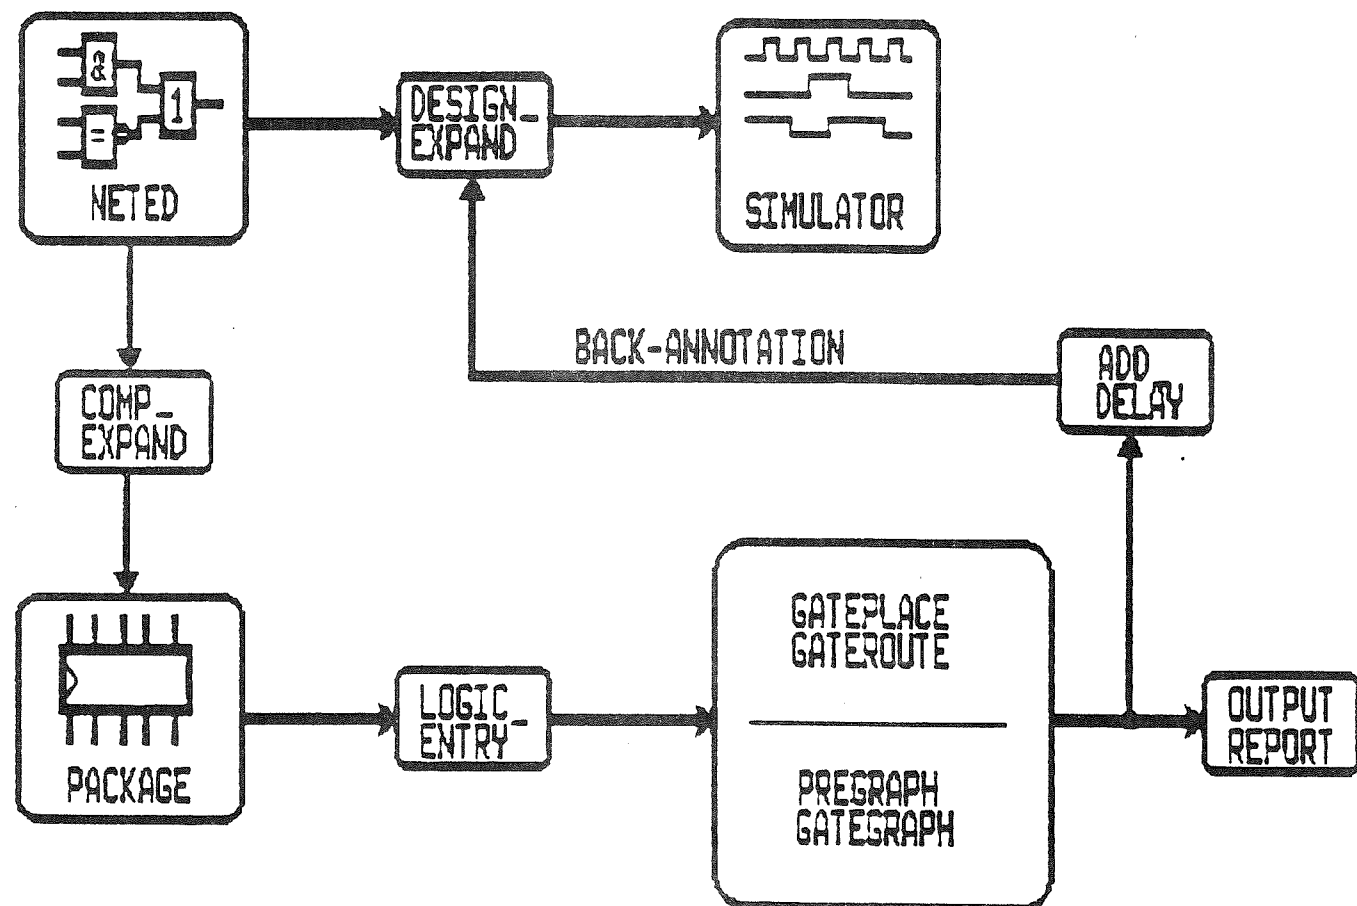 &
1
=
NETED
DESIGN_
EXPAND
SIMULATOR
BACK-ANNOTATION
ADD_
DELAY
COMP_
EXPAND
PACKAGE
LOGIC_
ENTRY
GATEPLACE
GATEROUTE
PREGRAPH
GATEGRAPH
OUTPUT
REPORT